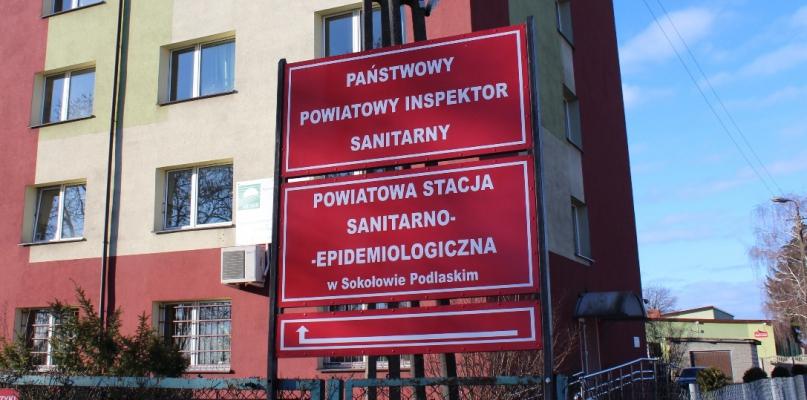 PAŃSTWOWY
POWIATOWY INSPEKTOR
SANITARNY
POWIATOWA STACJA
SANITARNO-
-EPIDEMIOLOGICZNA
w Sokołowie Podlaskim